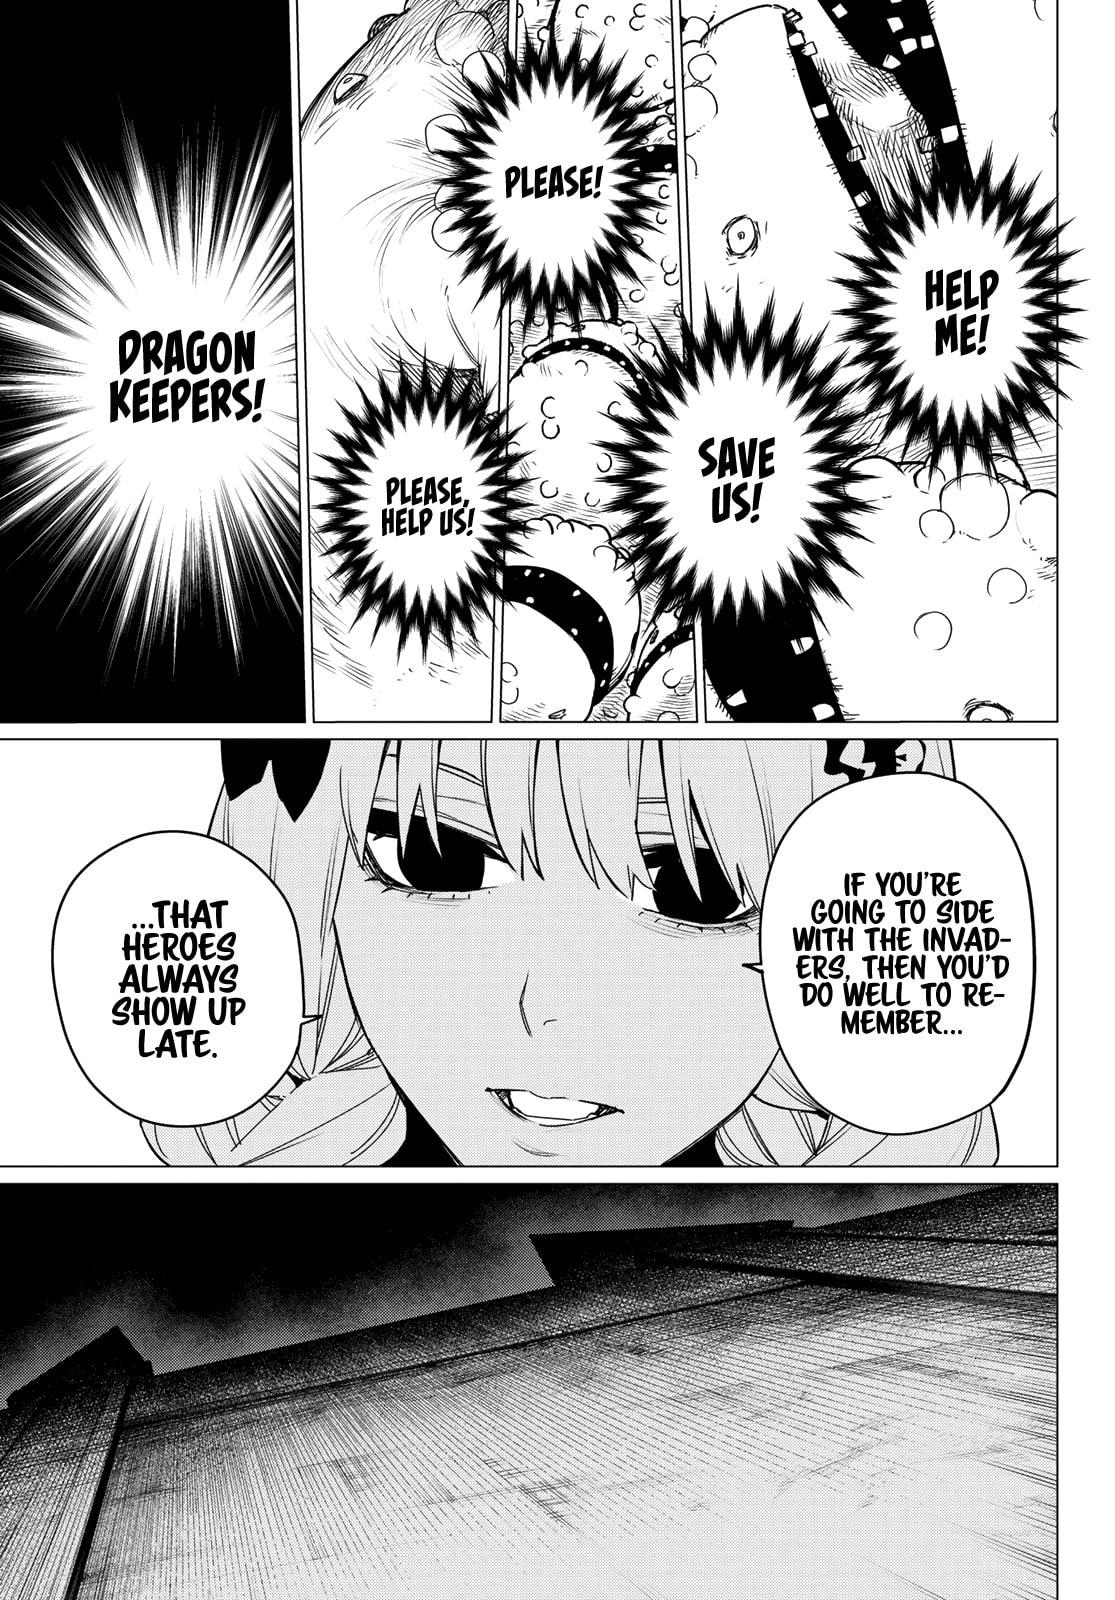 HELP
ME!
SAVE
US!
PLEASE!
PLEASE,
HELP US!
DRAGON
KEEPERS!
IF YOU'RE
GOING TO SIDE
WITH THE INVAD-
ERS, THEN YOU'D
DO WELL TO RE-
MEMBER...
...THAT
HEROES
ALWAYS
SHOW UP
LATE.